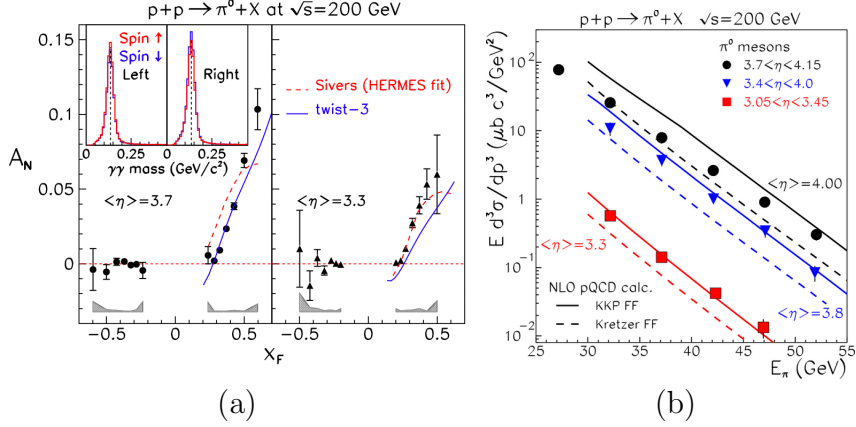 p+p → π⁰+X at √s=200 GeV
Spin ↑
Spin ↓
Left
Right
0 0.25 0 0.25
γγ mass (GeV/c²)
Sivers (HERMES fit)
twist-3
<η>=3.7
<η>=3.3
A_N
0.15
0.1
0.05
0
−0.5 0 0.5 −0.5 0 0.5
x_F
(a)
p+p → π⁰+X √s=200 GeV
π⁰ mesons
3.7<η<4.15
3.4<η<4.0
3.05<η<3.45
<η>=4.00
<η>=3.3
<η>=3.8
NLO pQCD calc.
KKP FF
Kretzer FF
E d³σ/dp³ (μb c³/GeV²)
10²
10
1
10⁻¹
10⁻²
25 30 35 40 45 50 55
E_π (GeV)
(b)